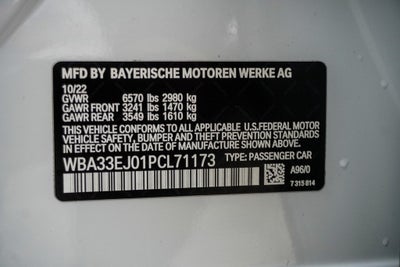 MFD BY BAYERISCHE MOTOREN WERKE AG
10/22
GVWR 6570 lbs 2980 kg
GAWR FRONT 3241 lbs 1470 kg
GAWR REAR 3549 lbs 1610 kg
THIS VEHICLE CONFORMS TO ALL APPLICABLE U.S. FEDERAL MOTOR
VEHICLE SAFETY, BUMPER, AND THEFT PREVENTION STANDARDS IN
EFFECT ON THE DATE OF MANUFACTURE SHOWN ABOVE.
WBA33EJ01PCL71173 TYPE: PASSENGER CAR
A96/0
7 315 814